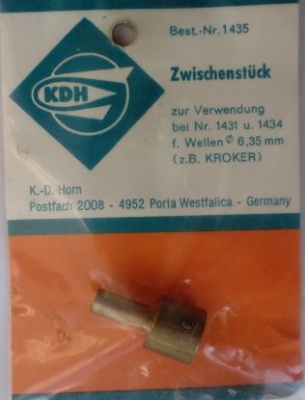 Best.-Nr. 1435
KDH
Zwischenstück
zur Verwendung
bei Nr. 1431 u. 1434
f. Wellen Ø 6,35 mm
(z.B. KROKER)
K.-D. Horn
Postfach 2008 - 4952 Porta Westfalica - Germany